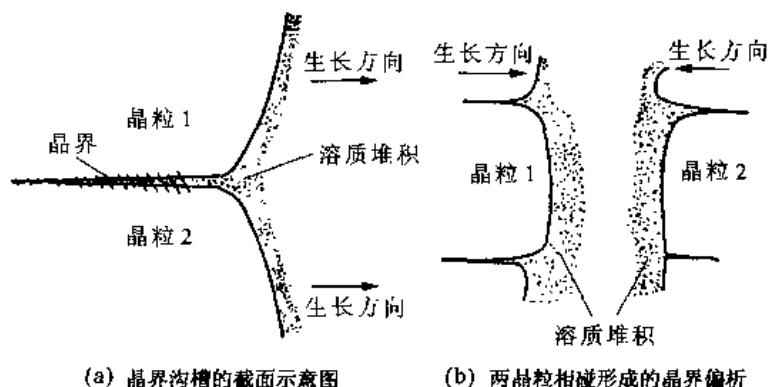 生长方向
晶粒 1
晶界
溶质堆积
晶粒 2
生长方向
(a) 晶界沟槽的截面示意图
生长方向
生长方向
晶粒 1
晶粒 2
溶质堆积
(b) 两晶粒相碰形成的晶界偏析